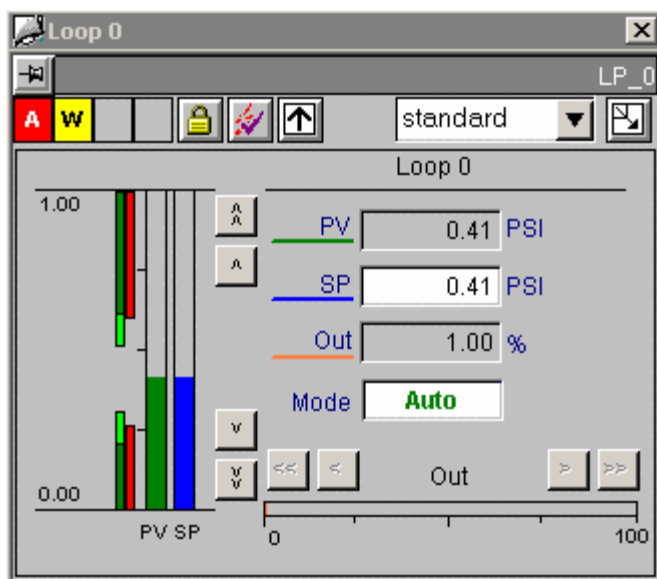 Loop 0
LP_0
A W standard
Loop 0
1.00
PV 0.41 PSI
SP 0.41 PSI
Out 1.00 %
Mode Auto
<< < Out > >>
0.00
PV SP
0 100